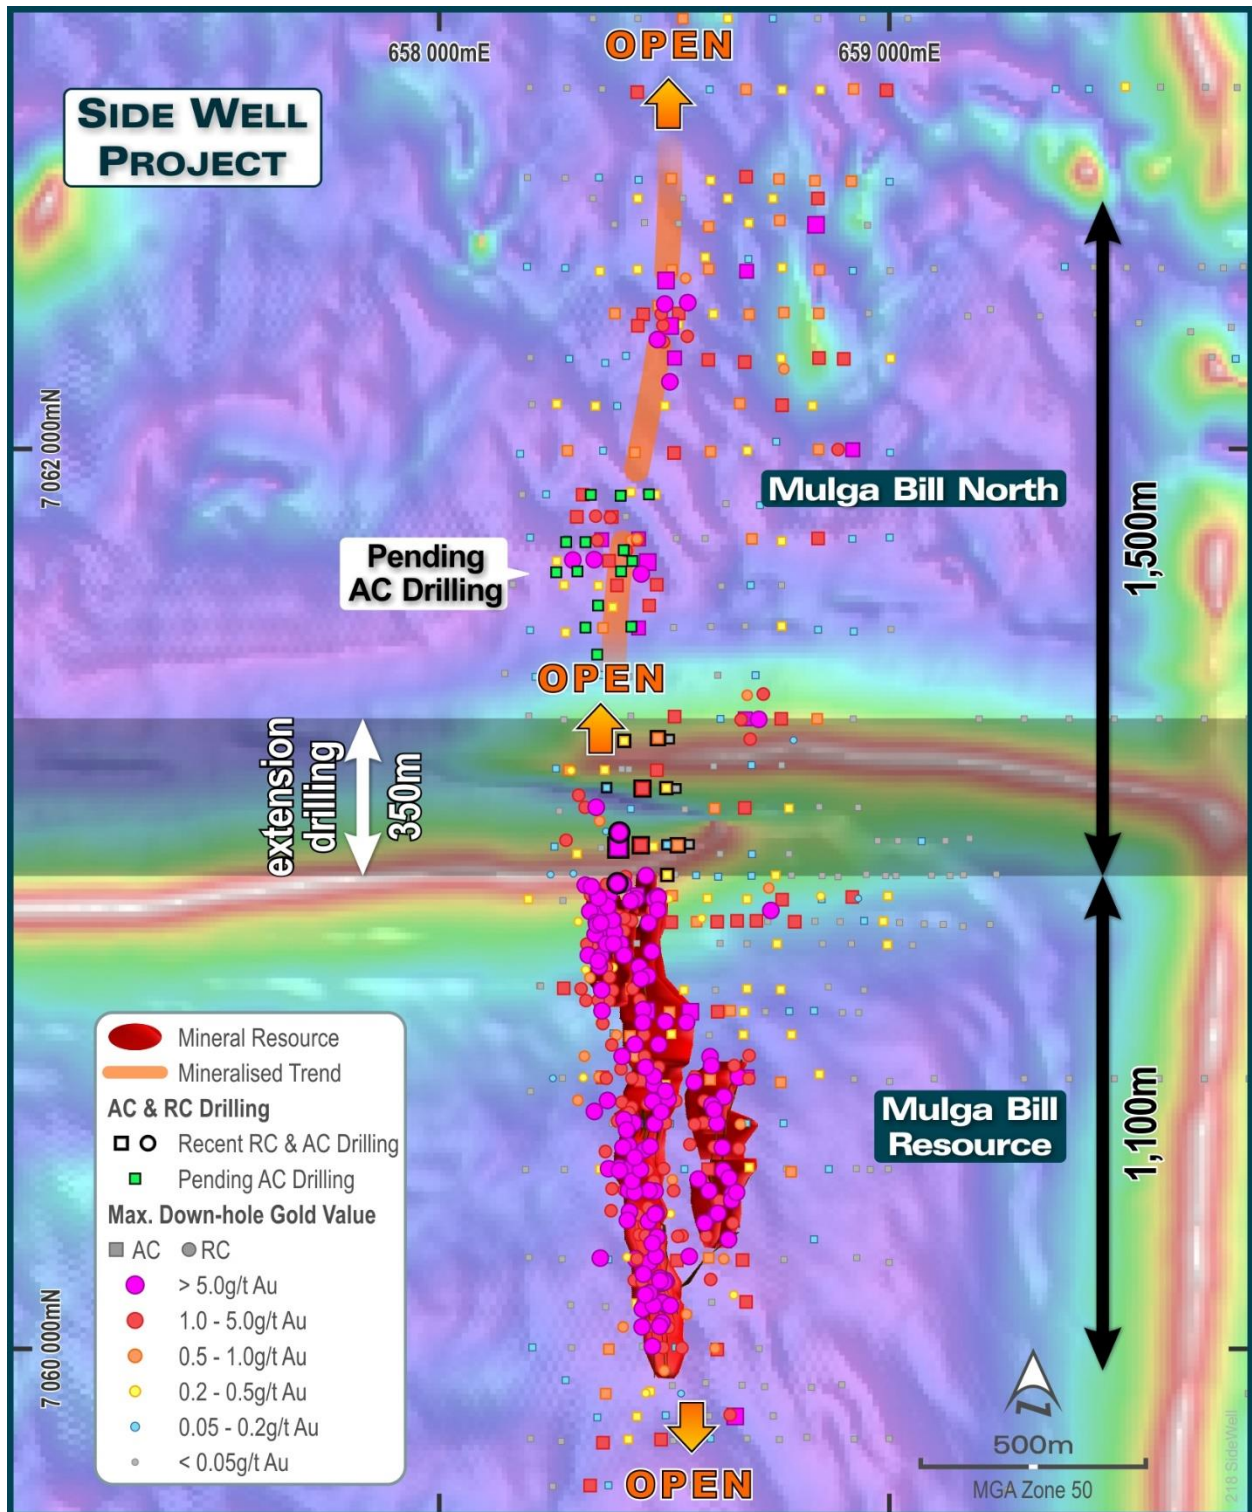 658 000mE
OPEN
659 000mE
SIDE WELL
PROJECT
7 062 000mN
Mulga Bill North
1,500m
Pending
AC Drilling
OPEN
extension
drilling
350m
Mineral Resource
Mineralised Trend
AC & RC Drilling
Recent RC & AC Drilling
Pending AC Drilling
Max. Down-hole Gold Value
AC
RC
> 5.0g/t Au
1.0 - 5.0g/t Au
0.5 - 1.0g/t Au
0.2 - 0.5g/t Au
0.05 - 0.2g/t Au
< 0.05g/t Au
Mulga Bill
Resource
1,100m
7 060 000mN
OPEN
N
500m
MGA Zone 50
218 SideWell